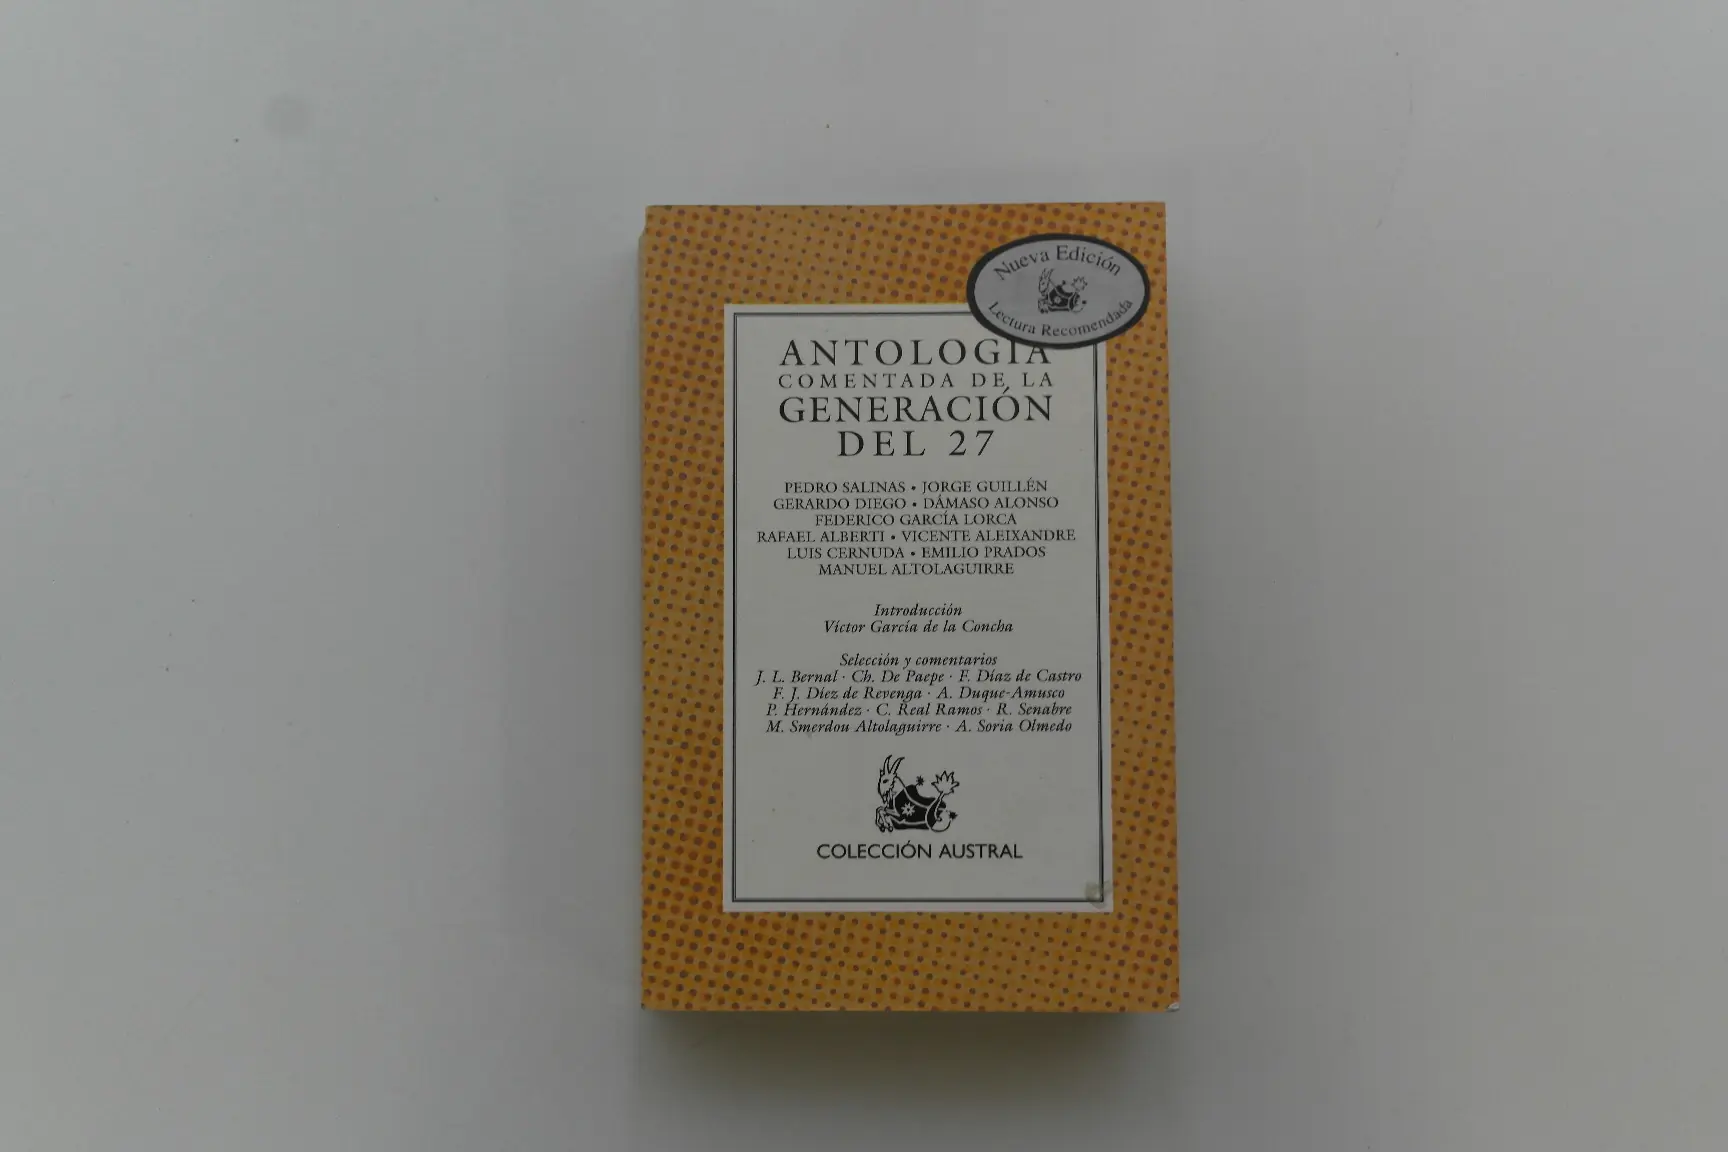 Nueva Edición
Lectura Recomendada
ANTOLOGÍA
COMENTADA DE LA
GENERACIÓN
DEL 27
PEDRO SALINAS • JORGE GUILLÉN
GERARDO DIEGO • DÁMASO ALONSO
FEDERICO GARCÍA LORCA
RAFAEL ALBERTI • VICENTE ALEIXANDRE
LUIS CERNUDA • EMILIO PRADOS
MANUEL ALTOLAGUIRRE
Introducción
Víctor García de la Concha
Selección y comentarios
J. L. Bernal · Ch. De Paepe · F. Díaz de Castro
F. J. Díez de Revenga · A. Duque-Amusco
P. Hernández · C. Real Ramos · R. Senabre
M. Smerdou Altolaguirre · A. Soria Olmedo
COLECCIÓN AUSTRAL